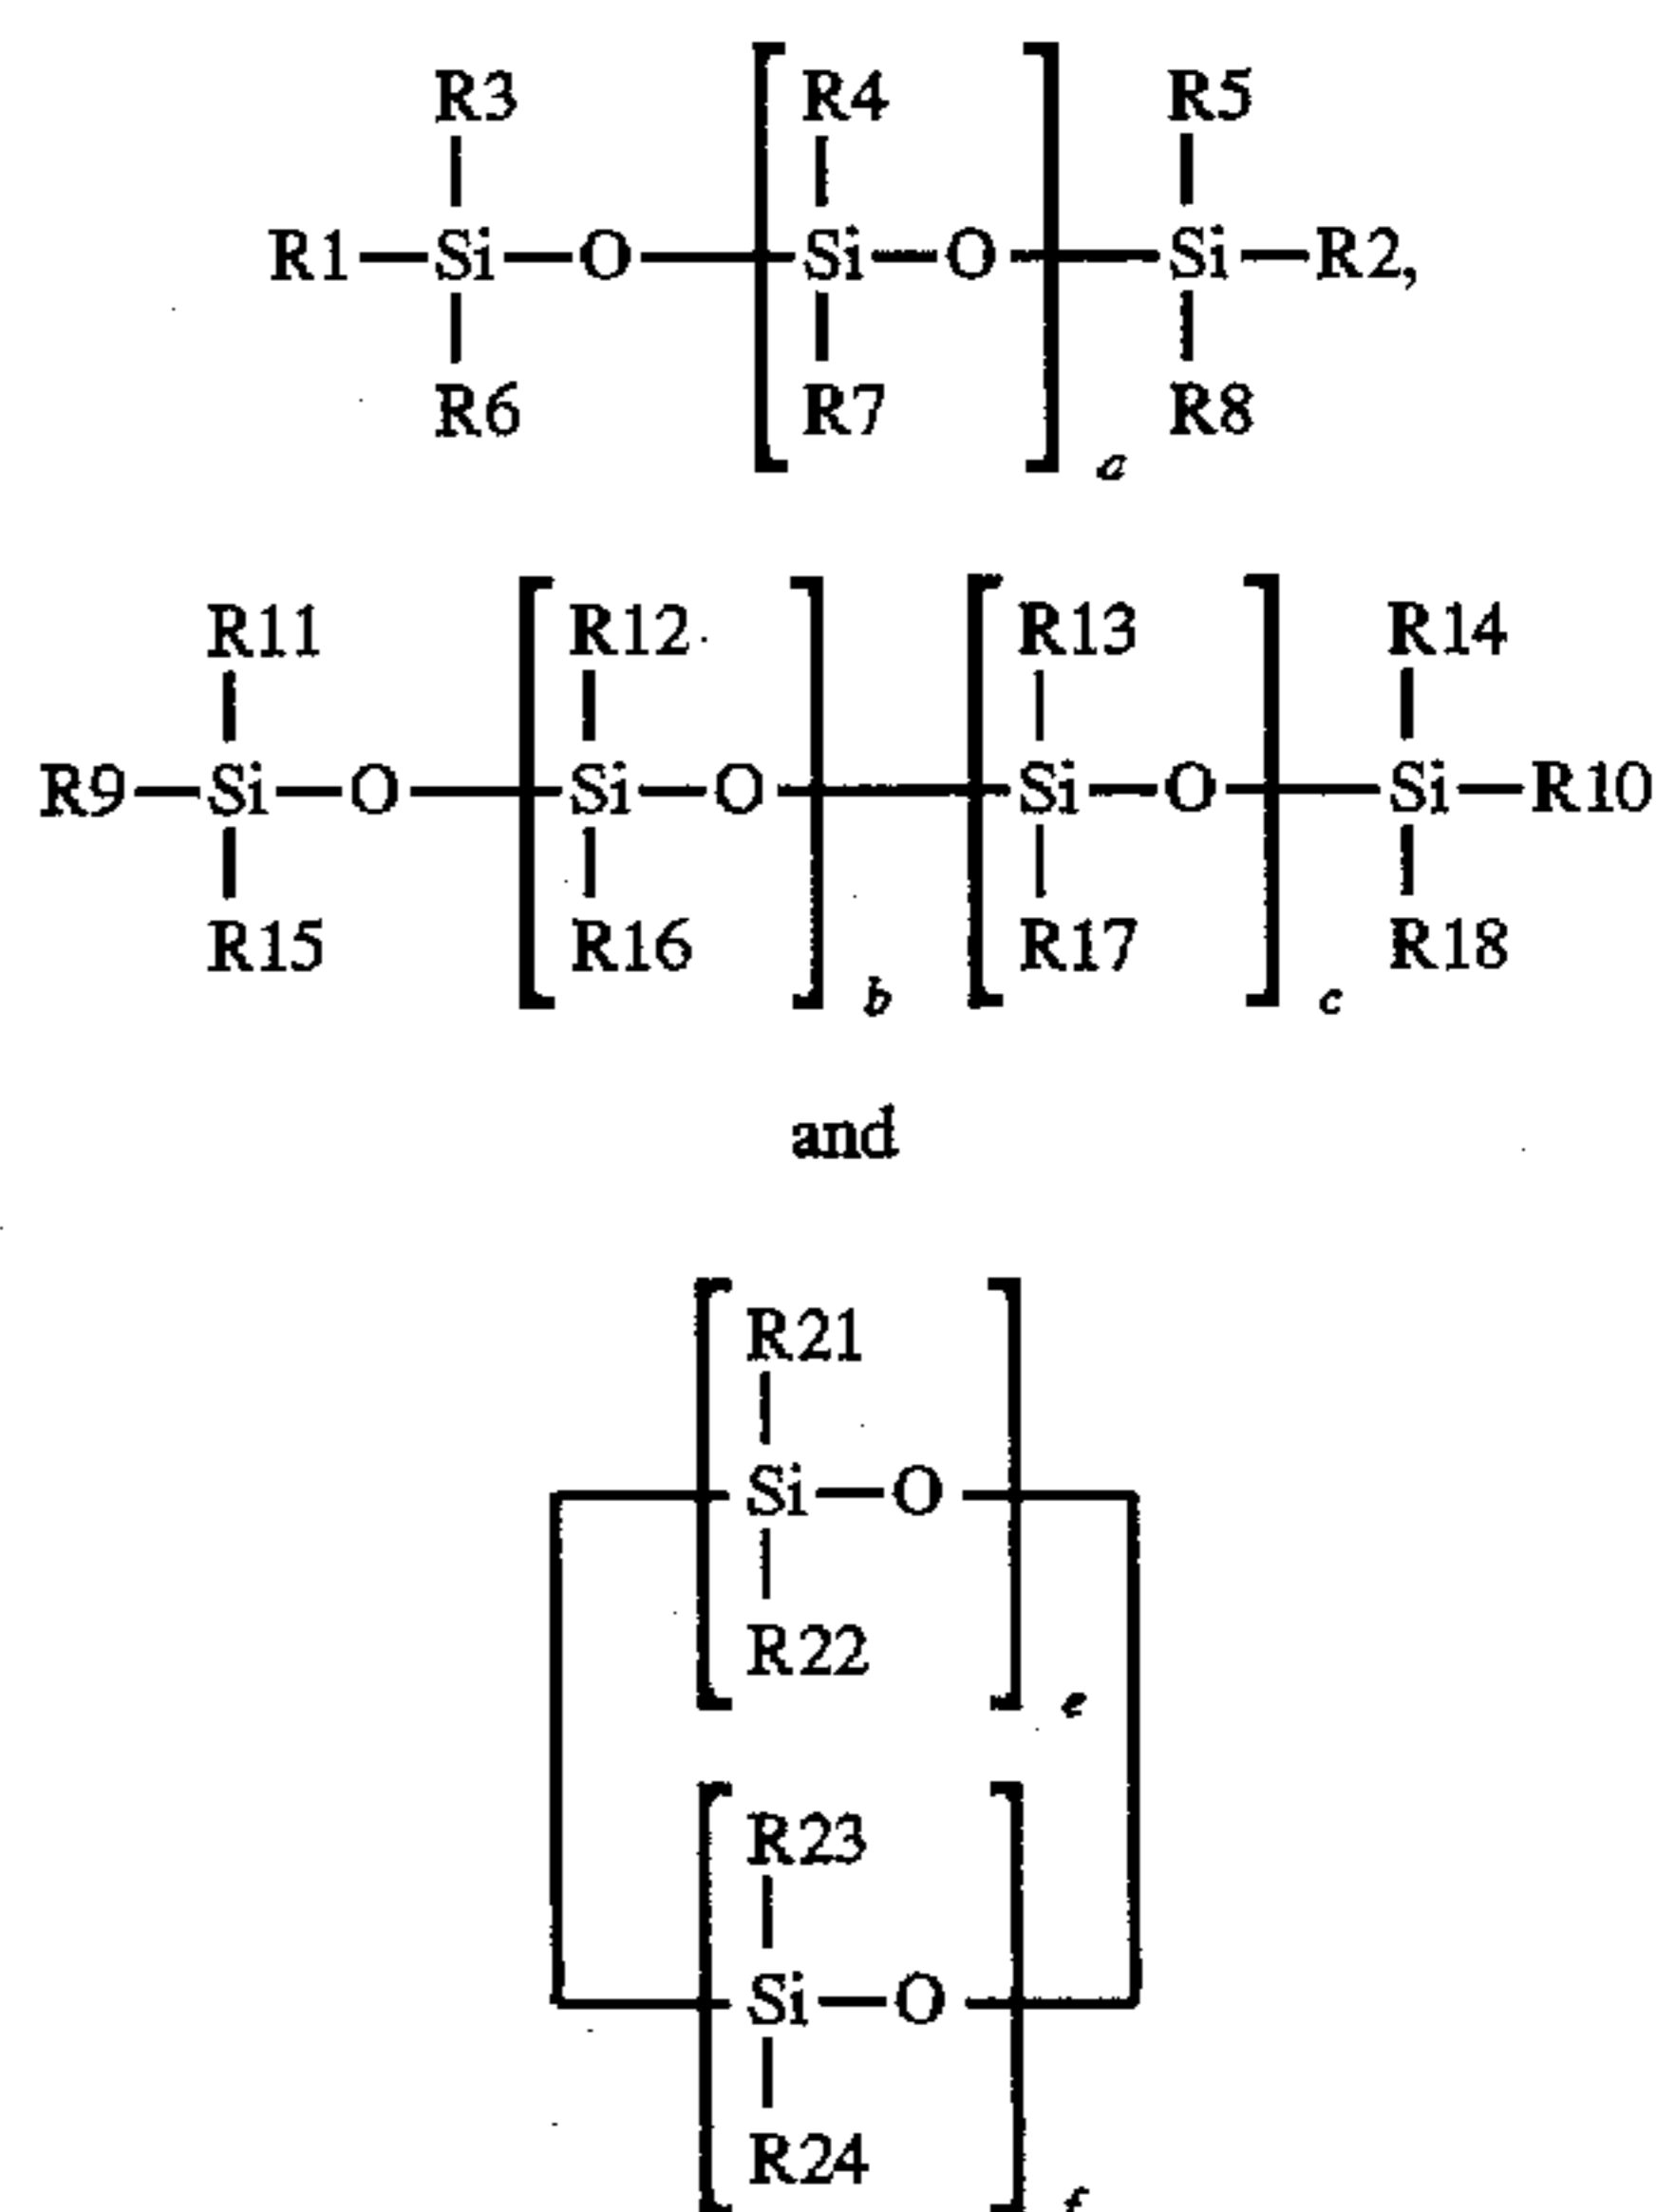 R3 R4 R5
R1—Si—O—[Si—O]—Si—R2,
R6 R7 R8
a
R11 R12 R13 R14
R9—Si—O—[Si—O]—[Si—O]—Si—R10
R15 R16 R17 R18
b c
and
R21
Si—O
R22
e
R23
Si—O
R24
f